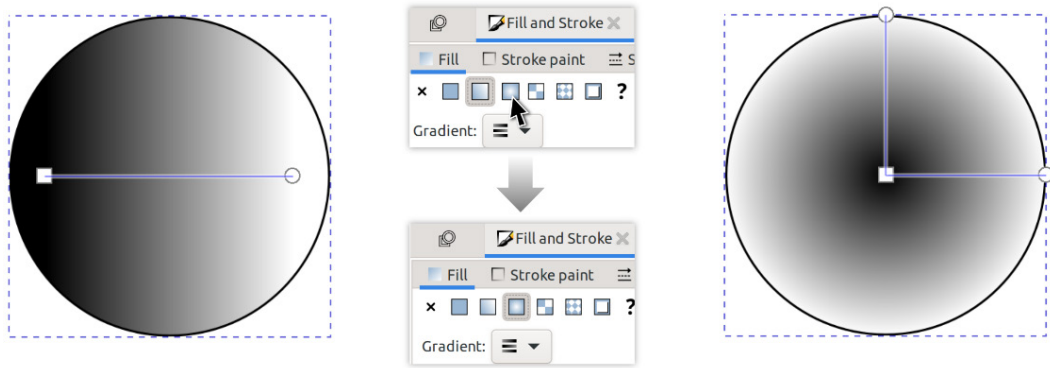 Fill and Stroke
Fill Stroke paint S
× ?
Gradient:
Fill and Stroke
Fill Stroke paint
× ?
Gradient: